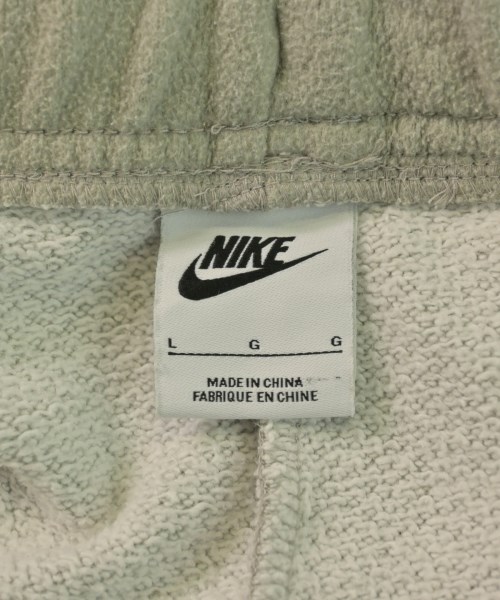 NIKE
L G G
MADE IN CHINA
FABRIQUE EN CHINE